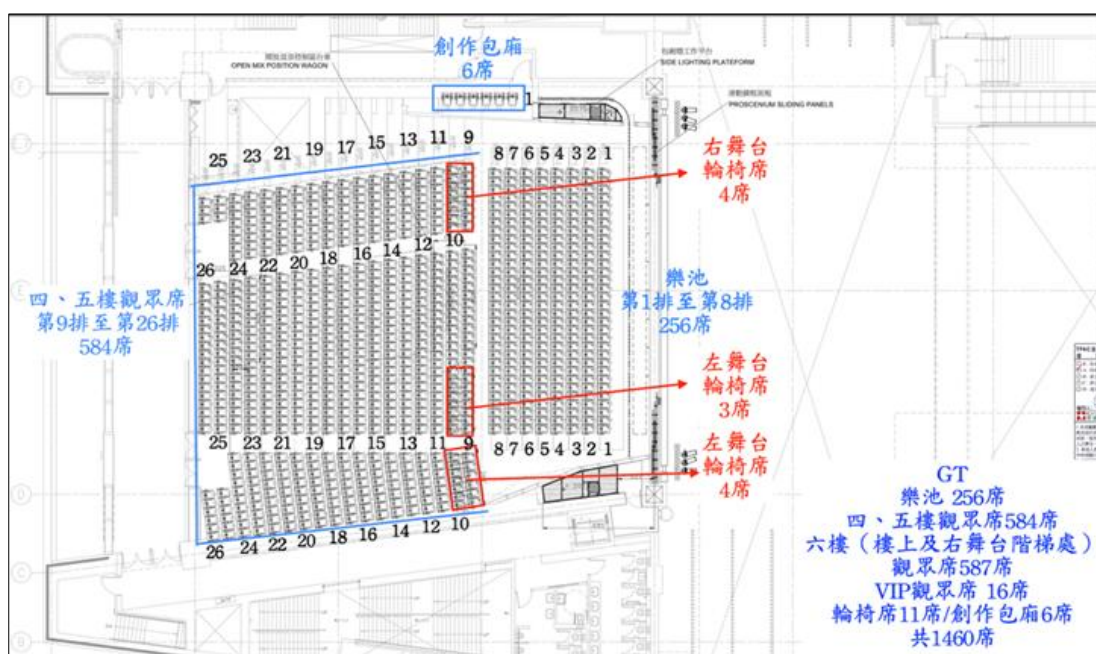 創作包廂
6席
開放混音控制區台車
OPEN MIX POSITION WAGON
SIDE LIGHTING PLATEFORM
PROSCENIUM SLIDING PANELS
1
25 23 21 19 17 15 13 11 9
8 7 6 5 4 3 2 1
右舞台
輪椅席
4席
26 24 22 20 18 16 14 12 10
四、五樓觀眾席
第9排至第26排
584席
樂池
第1排至第8排
256席
左舞台
輪椅席
3席
25 23 21 19 17 15 13 11 9
8 7 6 5 4 3 2 1
左舞台
輪椅席
4席
26 24 22 20 18 16 14 12 10
GT
樂池 256席
四、五樓觀眾席584席
六樓（樓上及右舞台階梯處）
觀眾席587席
VIP觀眾席 16席
輪椅席11席/創作包廂6席
共1460席
F
E
D
C
B